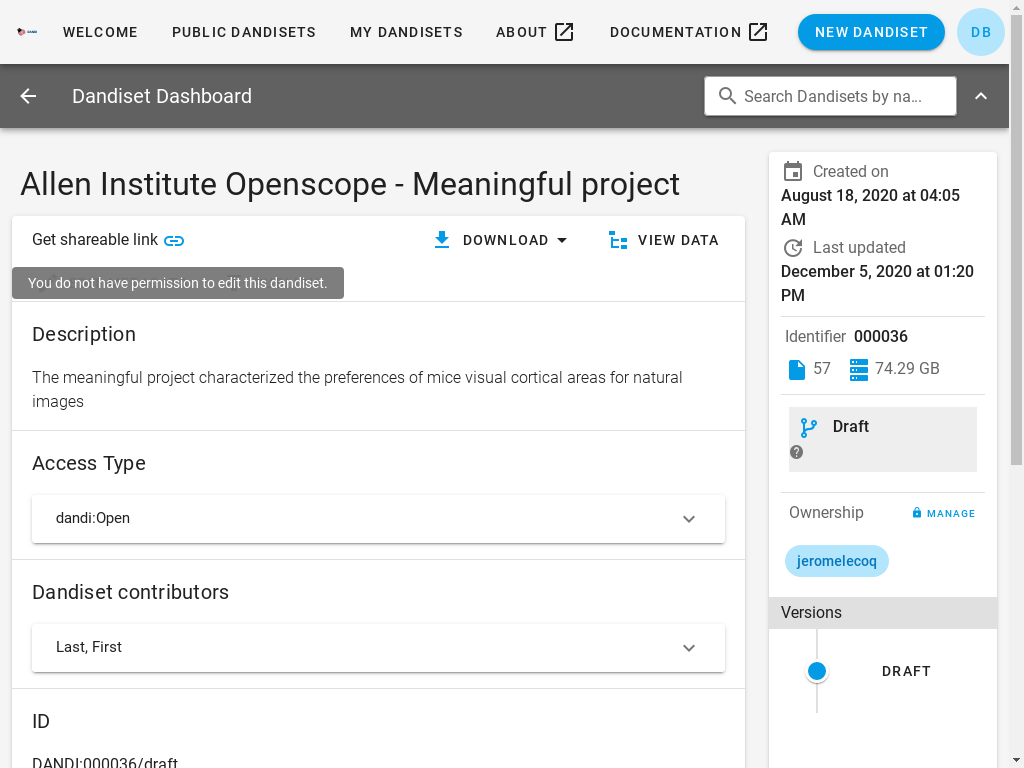 WELCOME
PUBLIC DANDISETS
MY DANDISETS
ABOUT
DOCUMENTATION
NEW DANDISET
DB
Dandiset Dashboard
Search Dandisets by na...
Allen Institute Openscope - Meaningful project
Get shareable link
DOWNLOAD
VIEW DATA
You do not have permission to edit this dandiset.
Description
The meaningful project characterized the preferences of mice visual cortical areas for natural
images
Access Type
dandi:Open
Dandiset contributors
Last, First
ID
DANDI:000036/draft
Created on
August 18, 2020 at 04:05
AM
Last updated
December 5, 2020 at 01:20
PM
Identifier 000036
57
74.29 GB
Draft
Ownership
MANAGE
jeromelecoq
Versions
DRAFT